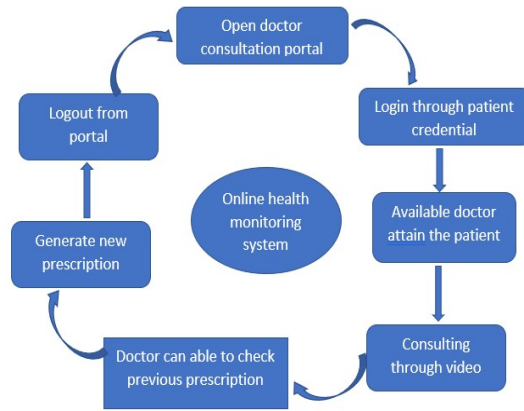 Open doctor
consultation portal
Login through patient
credential
Available doctor
attain the patient
Consulting
through video
Doctor can able to check
previous prescription
Generate new
prescription
Logout from
portal
Online health
monitoring
system